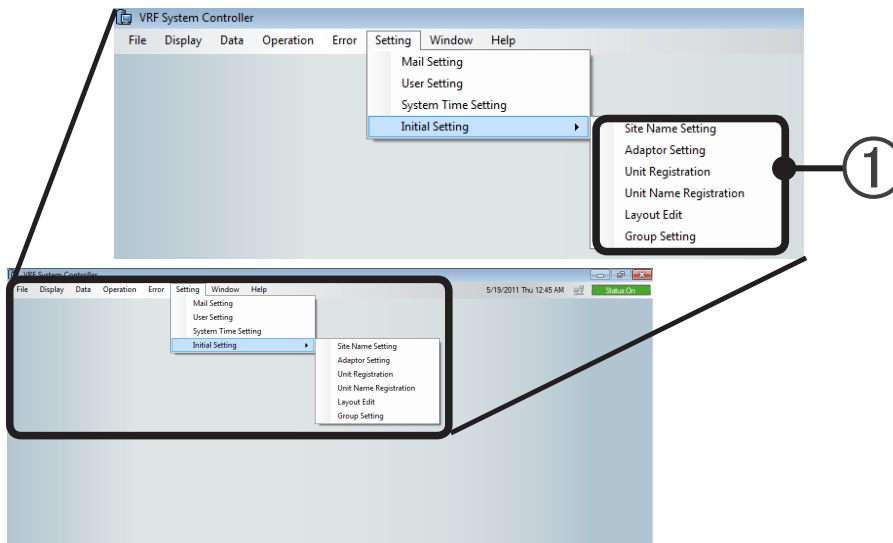 VRF System Controller
File Display Data Operation Error Setting Window Help
Mail Setting
User Setting
System Time Setting
Initial Setting
Site Name Setting
Adaptor Setting
Unit Registration
Unit Name Registration
Layout Edit
Group Setting
1
VRF System Controller
File Display Data Operation Error Setting Window Help 5/19/2011 Thu 12:45 AM Status:On
Mail Setting
User Setting
System Time Setting
Initial Setting
Site Name Setting
Adaptor Setting
Unit Registration
Unit Name Registration
Layout Edit
Group Setting